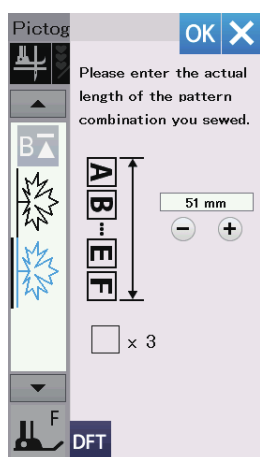 Pictog
OK
Please enter the actual
length of the pattern
combination you sewed.
B
A
B
E
F
51 mm
− +
x 3
F
DFT